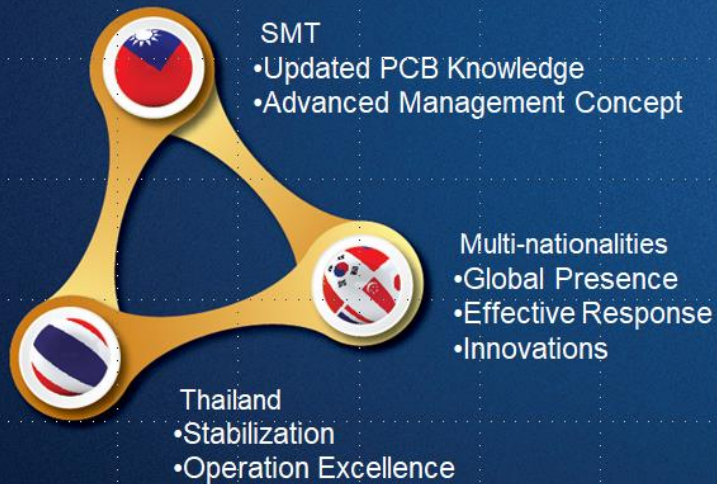 SMT
•Updated PCB Knowledge
•Advanced Management Concept
Multi-nationalities
•Global Presence
•Effective Response
•Innovations
Thailand
•Stabilization
•Operation Excellence